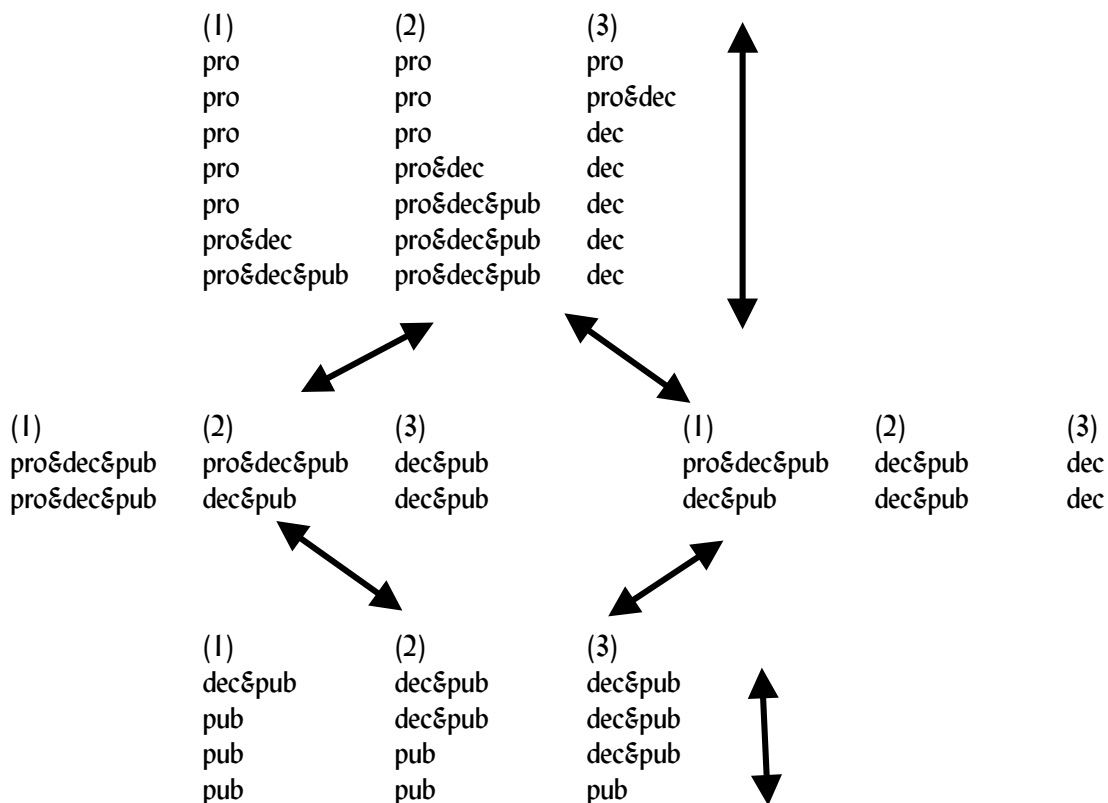 (1) (2) (3)
pro pro pro
pro pro pro&dec
pro pro dec
pro pro&dec dec
pro pro&dec&pub dec
pro&dec pro&dec&pub dec
pro&dec&pub pro&dec&pub dec
(1) (2) (3) (1) (2) (3)
pro&dec&pub pro&dec&pub dec&pub pro&dec&pub dec&pub dec
pro&dec&pub dec&pub dec&pub dec&pub dec&pub dec
(1) (2) (3)
dec&pub dec&pub dec&pub
pub dec&pub dec&pub
pub pub dec&pub
pub pub pub